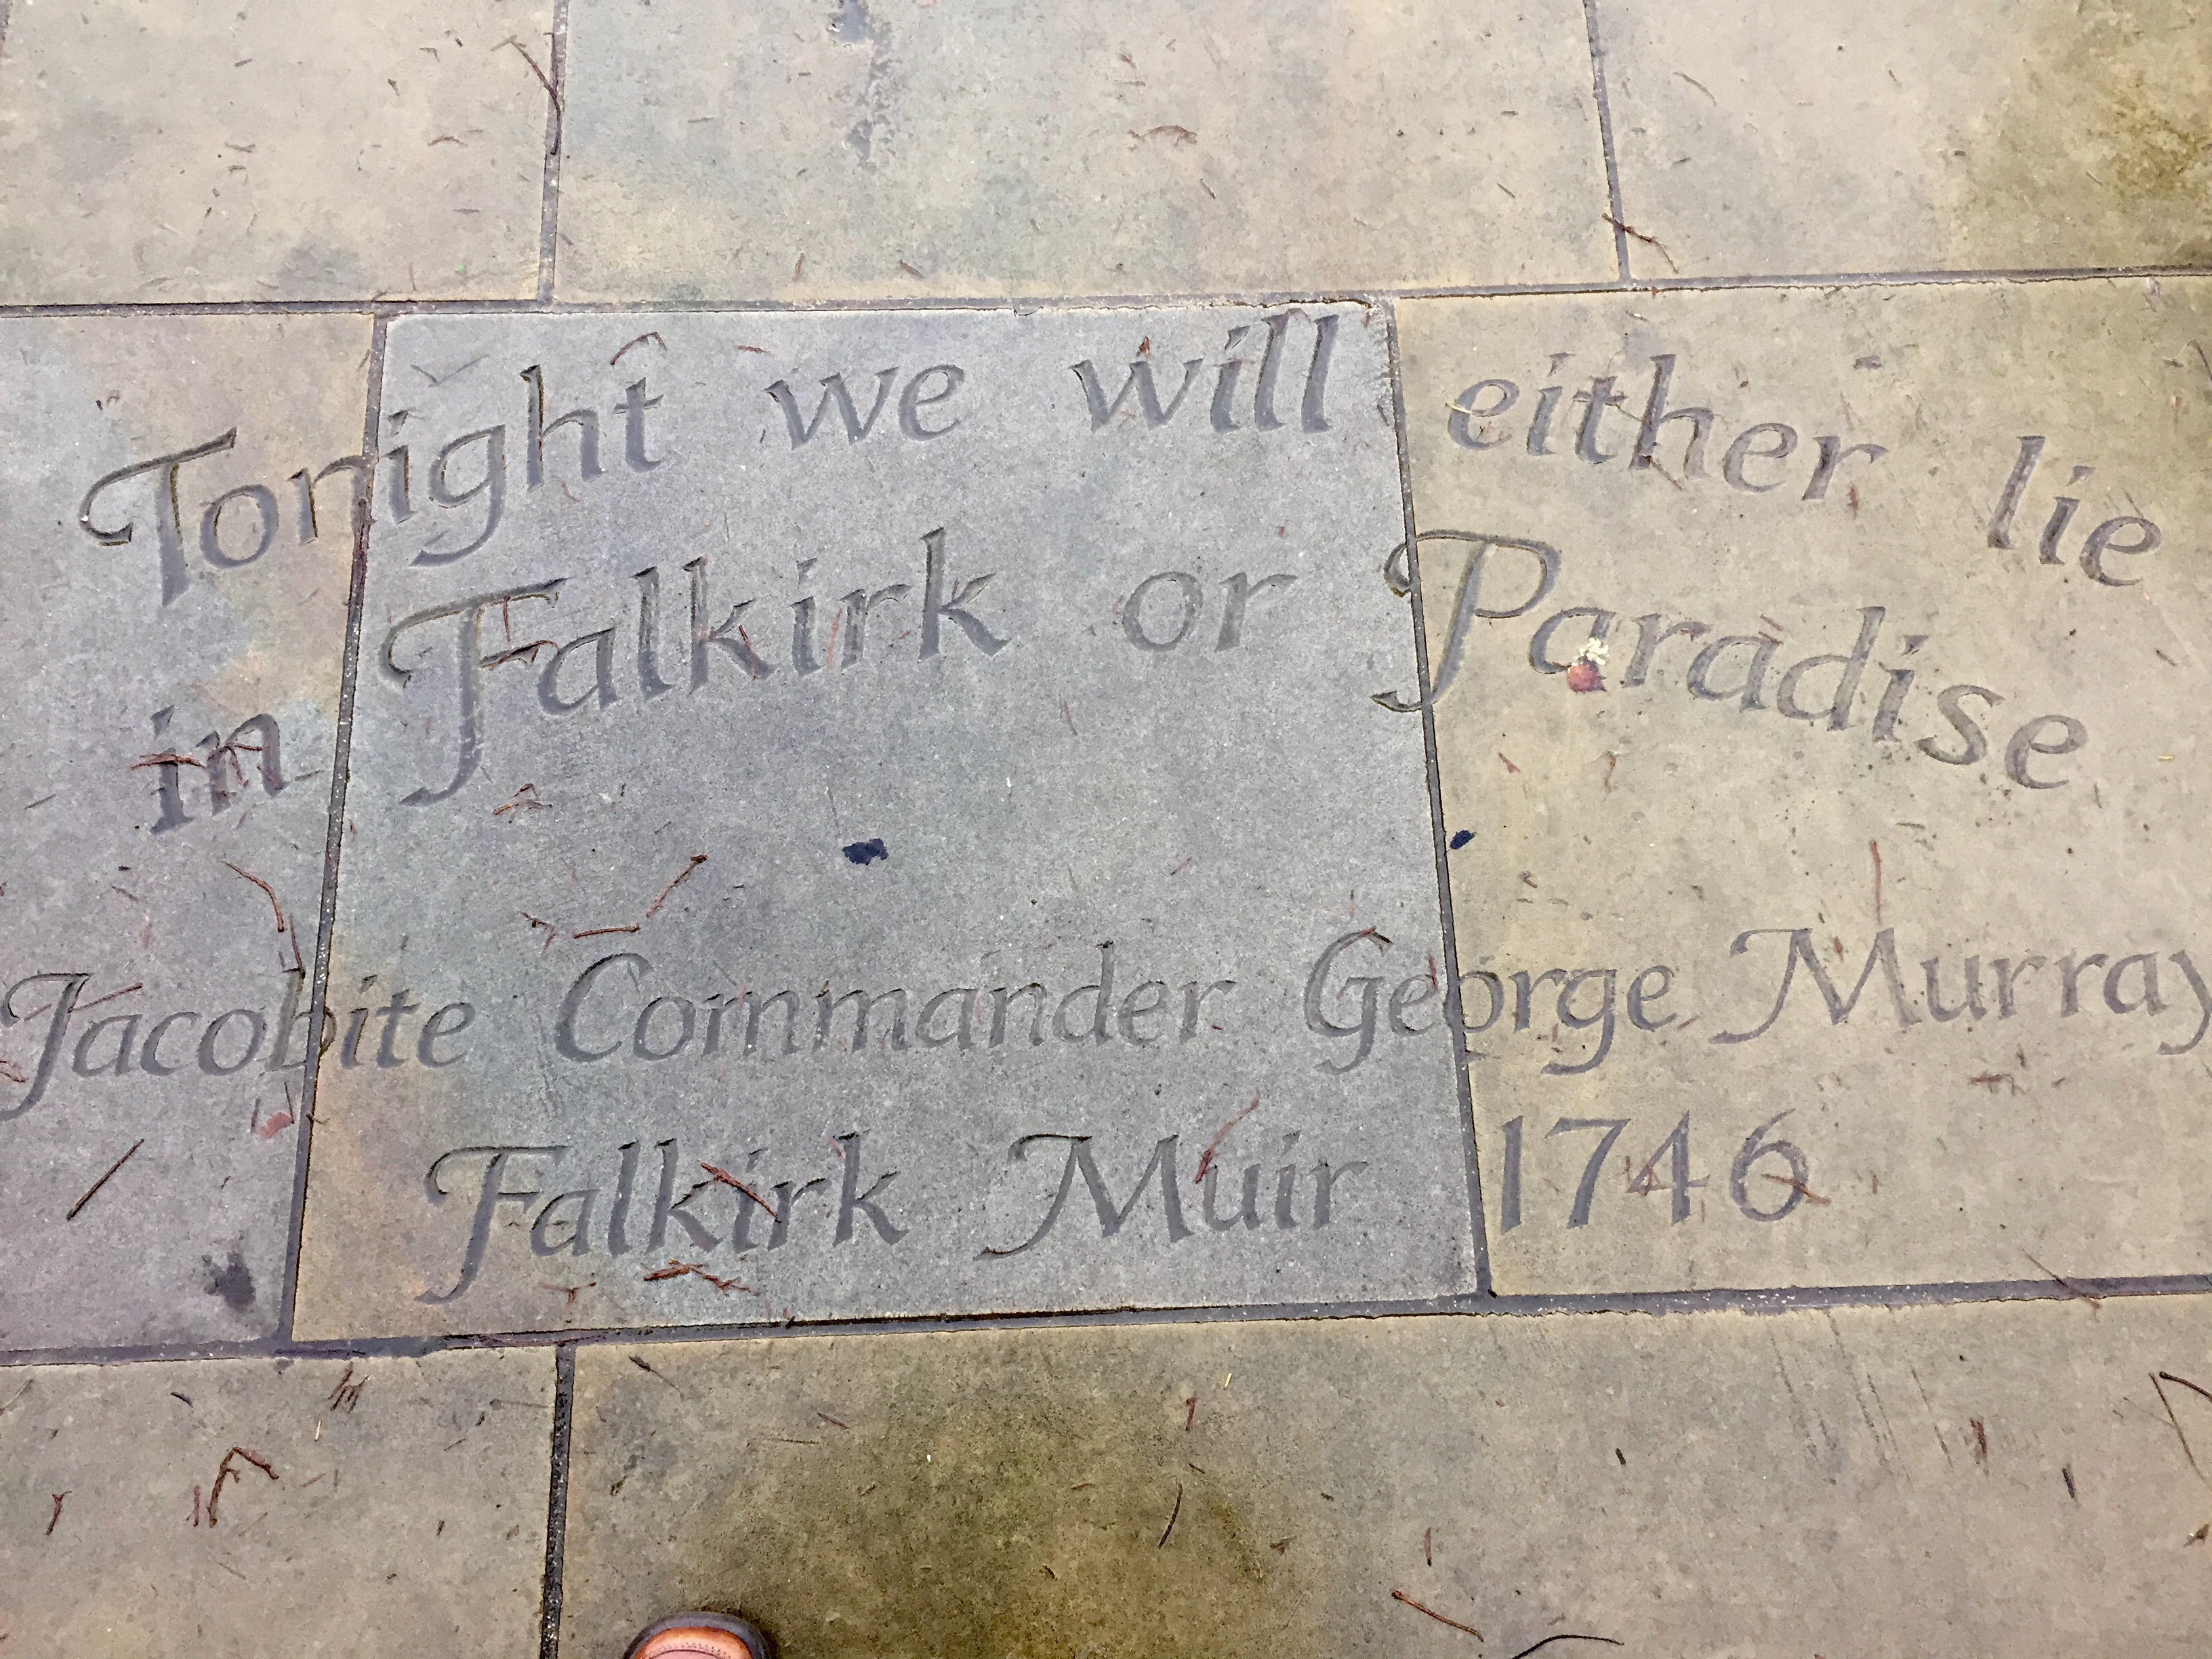 Tonight we will either lie
in Falkirk or Paradise
Jacobite Commander George Murray
Falkirk Muir 1746